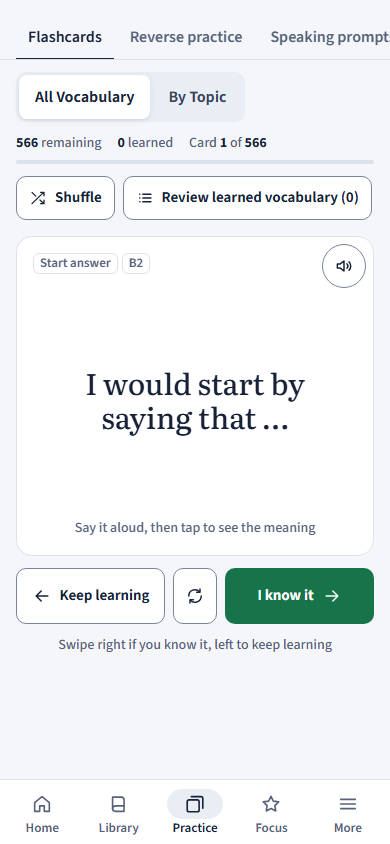 Flashcards Reverse practice Speaking prompts
All Vocabulary By Topic
566 remaining 0 learned Card 1 of 566
Shuffle Review learned vocabulary (0)
Start answer B2
I would start by
saying that ...
Say it aloud, then tap to see the meaning
Keep learning I know it
Swipe right if you know it, left to keep learning
Home Library Practice Focus More